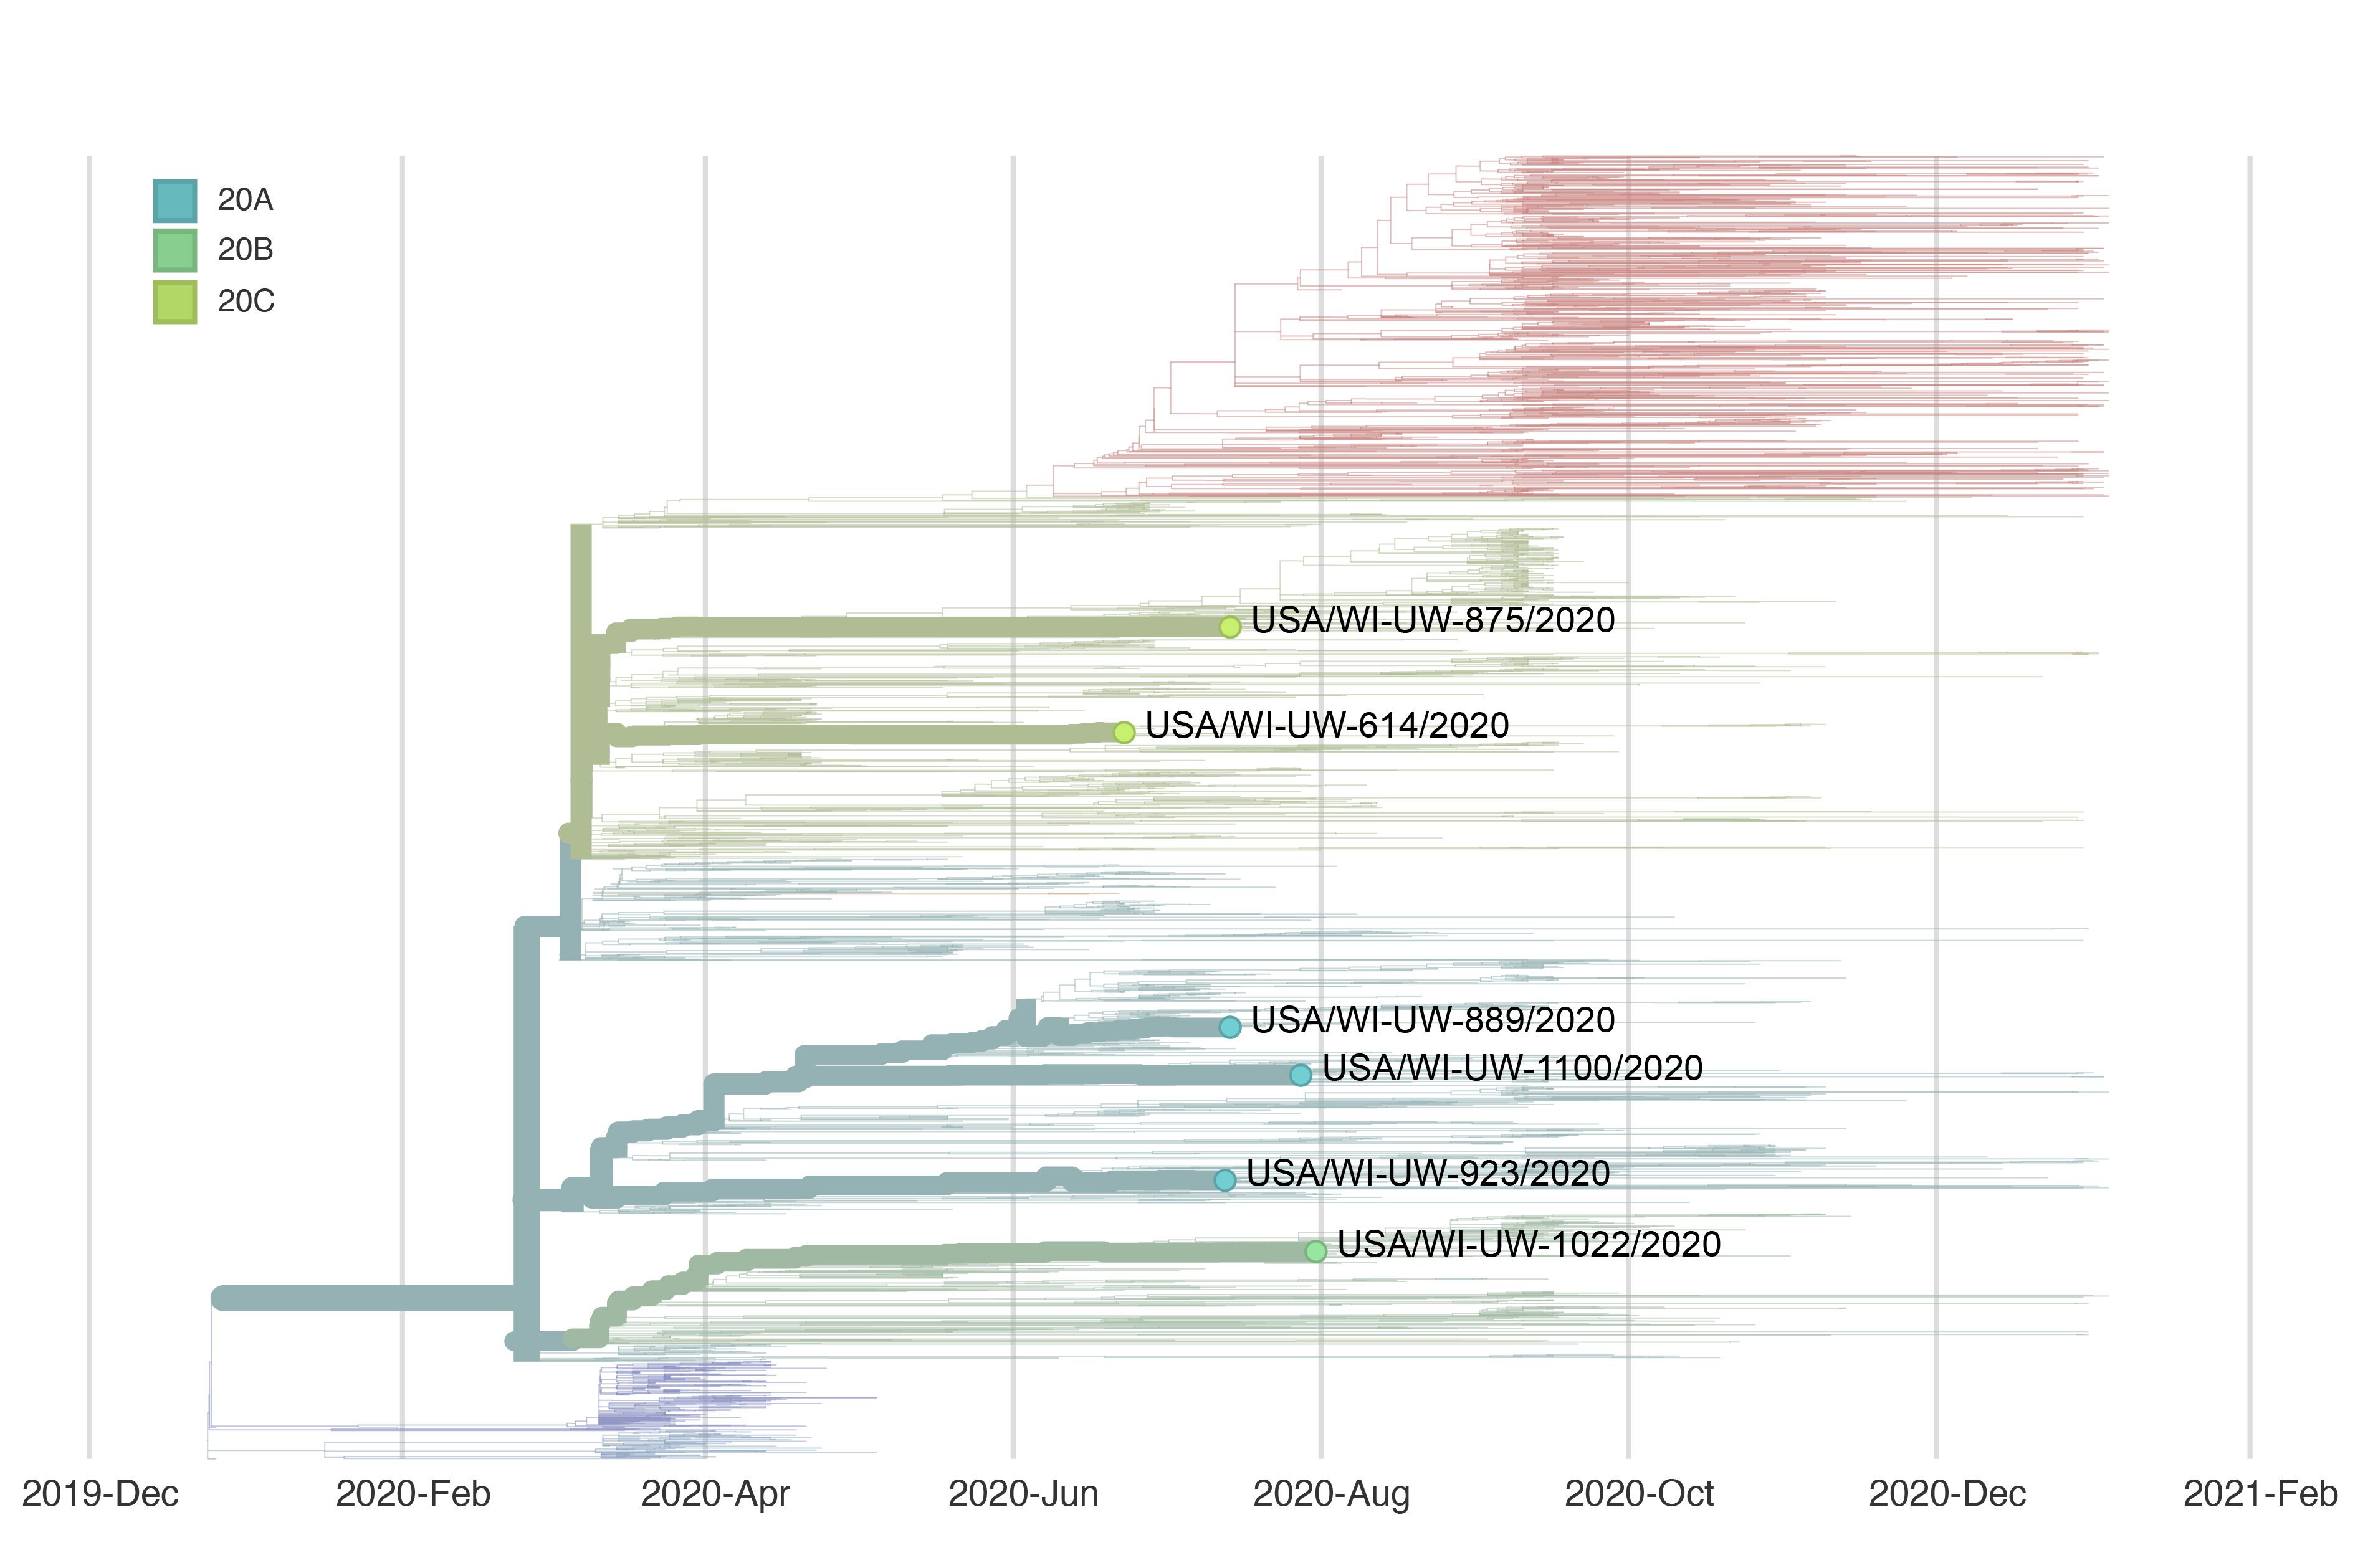 20A
20B
20C
USA/WI-UW-875/2020
USA/WI-UW-614/2020
USA/WI-UW-889/2020
USA/WI-UW-1100/2020
USA/WI-UW-923/2020
USA/WI-UW-1022/2020
2019-Dec 2020-Feb 2020-Apr 2020-Jun 2020-Aug 2020-Oct 2020-Dec 2021-Feb